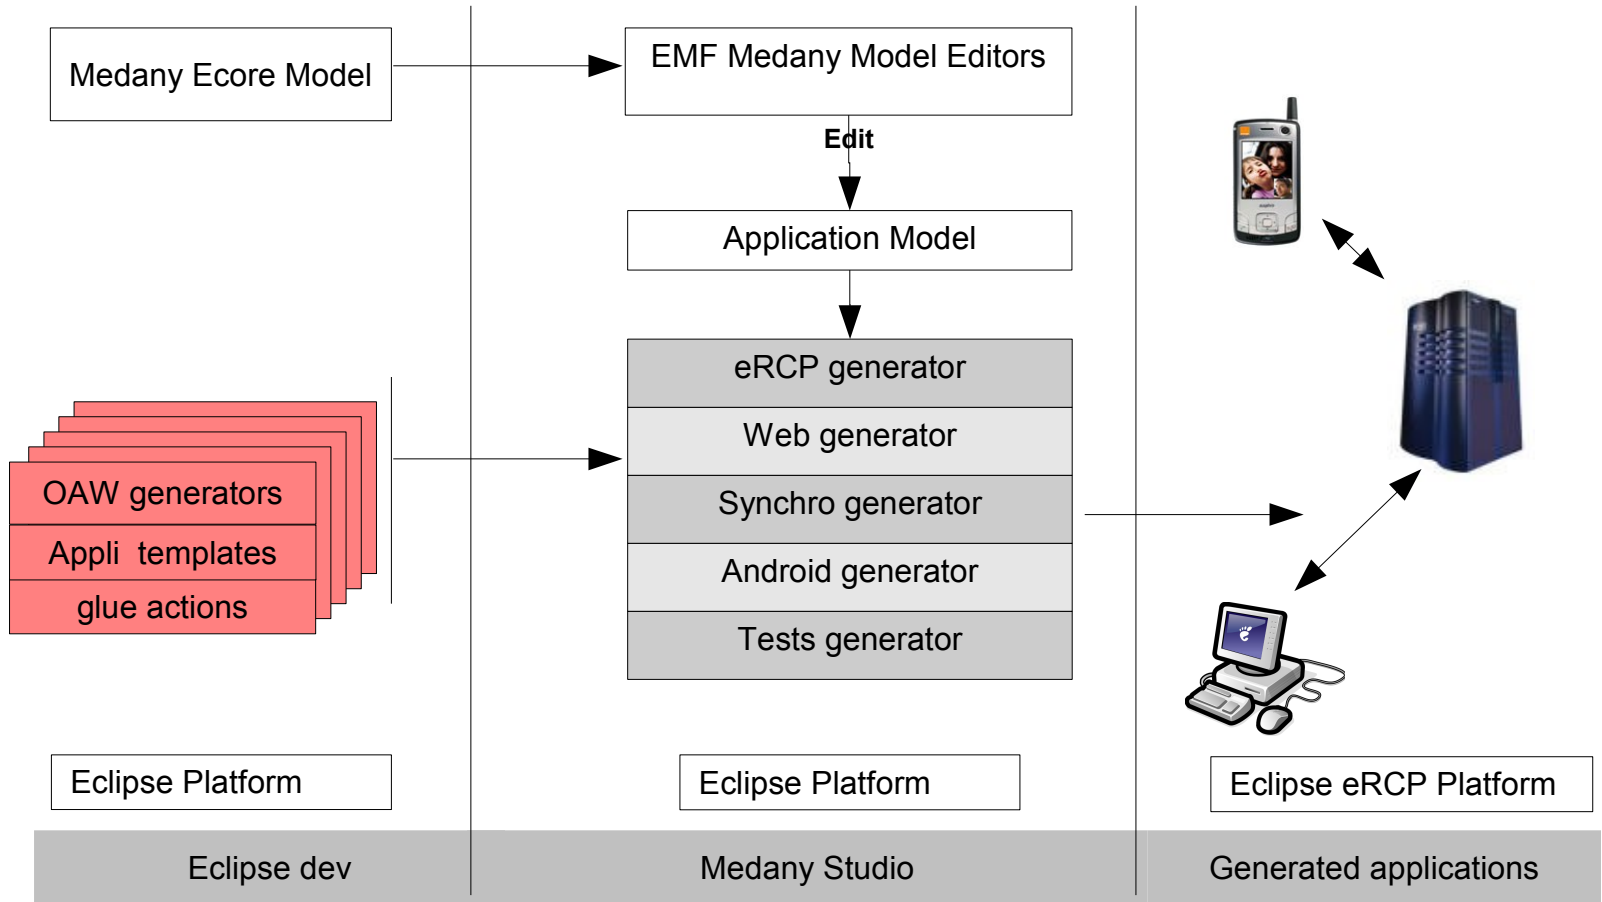 Medany Ecore Model
EMF Medany Model Editors
Edit
Application Model
eRCP generator
Web generator
Synchro generator
Android generator
Tests generator
OAW generators
Appli templates
glue actions
Eclipse Platform
Eclipse Platform
Eclipse eRCP Platform
Eclipse dev
Medany Studio
Generated applications